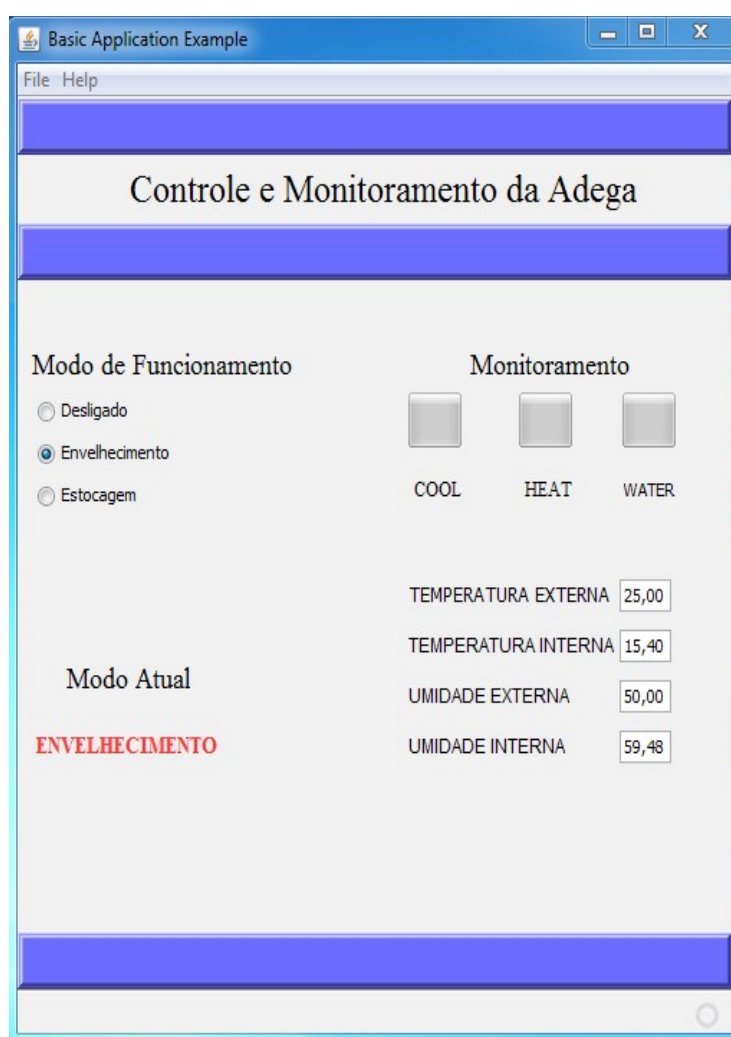 Basic Application Example
File Help
Controle e Monitoramento da Adega
Modo de Funcionamento
Desligado
Envelhecimento
Estocagem
Monitoramento
COOL HEAT WATER
TEMPERATURA EXTERNA 25,00
TEMPERATURA INTERNA 15,40
UMIDADE EXTERNA 50,00
UMIDADE INTERNA 59,48
Modo Atual
ENVELHECIMENTO